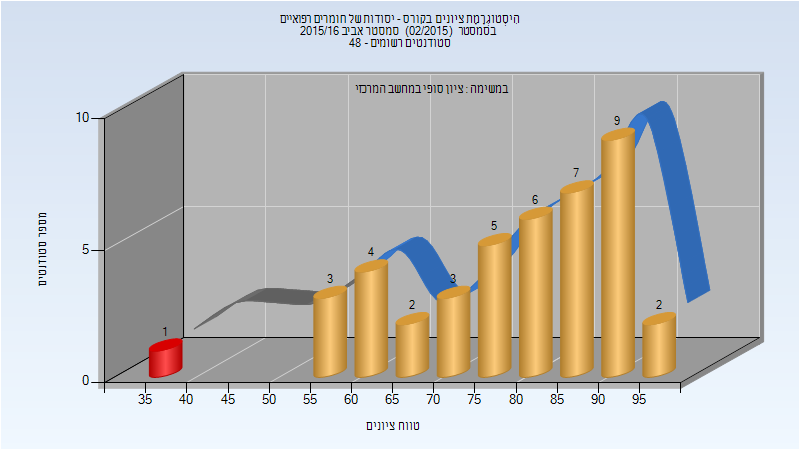 הִיסְטוֹגְרָמַת ציונים בקורס - יסודות של חומרים רפואיים
בסמסטר (02/2015) סמסטר אביב 2015/16
סטודנטים רשומים - 48
במשימה : ציון סופי במחשב המרכזי
מספר סטודנטים
10
5
0
1
3
4
2
3
5
6
7
9
2
35 40 45 50 55 60 65 70 75 80 85 90 95
טווח ציונים